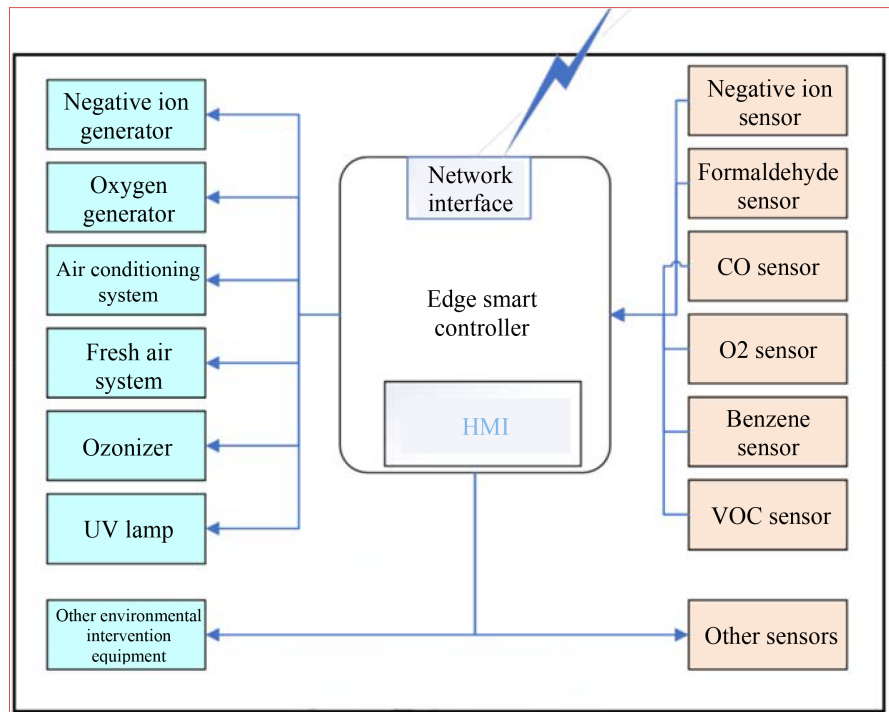 Negative ion
generator
Oxygen
generator
Air conditioning
system
Fresh air
system
Ozonizer
UV lamp
Other environmental
intervention
equipment
Network
interface
Edge smart
controller
HMI
Negative ion
sensor
Formaldehyde
sensor
CO sensor
O2 sensor
Benzene
sensor
VOC sensor
Other sensors